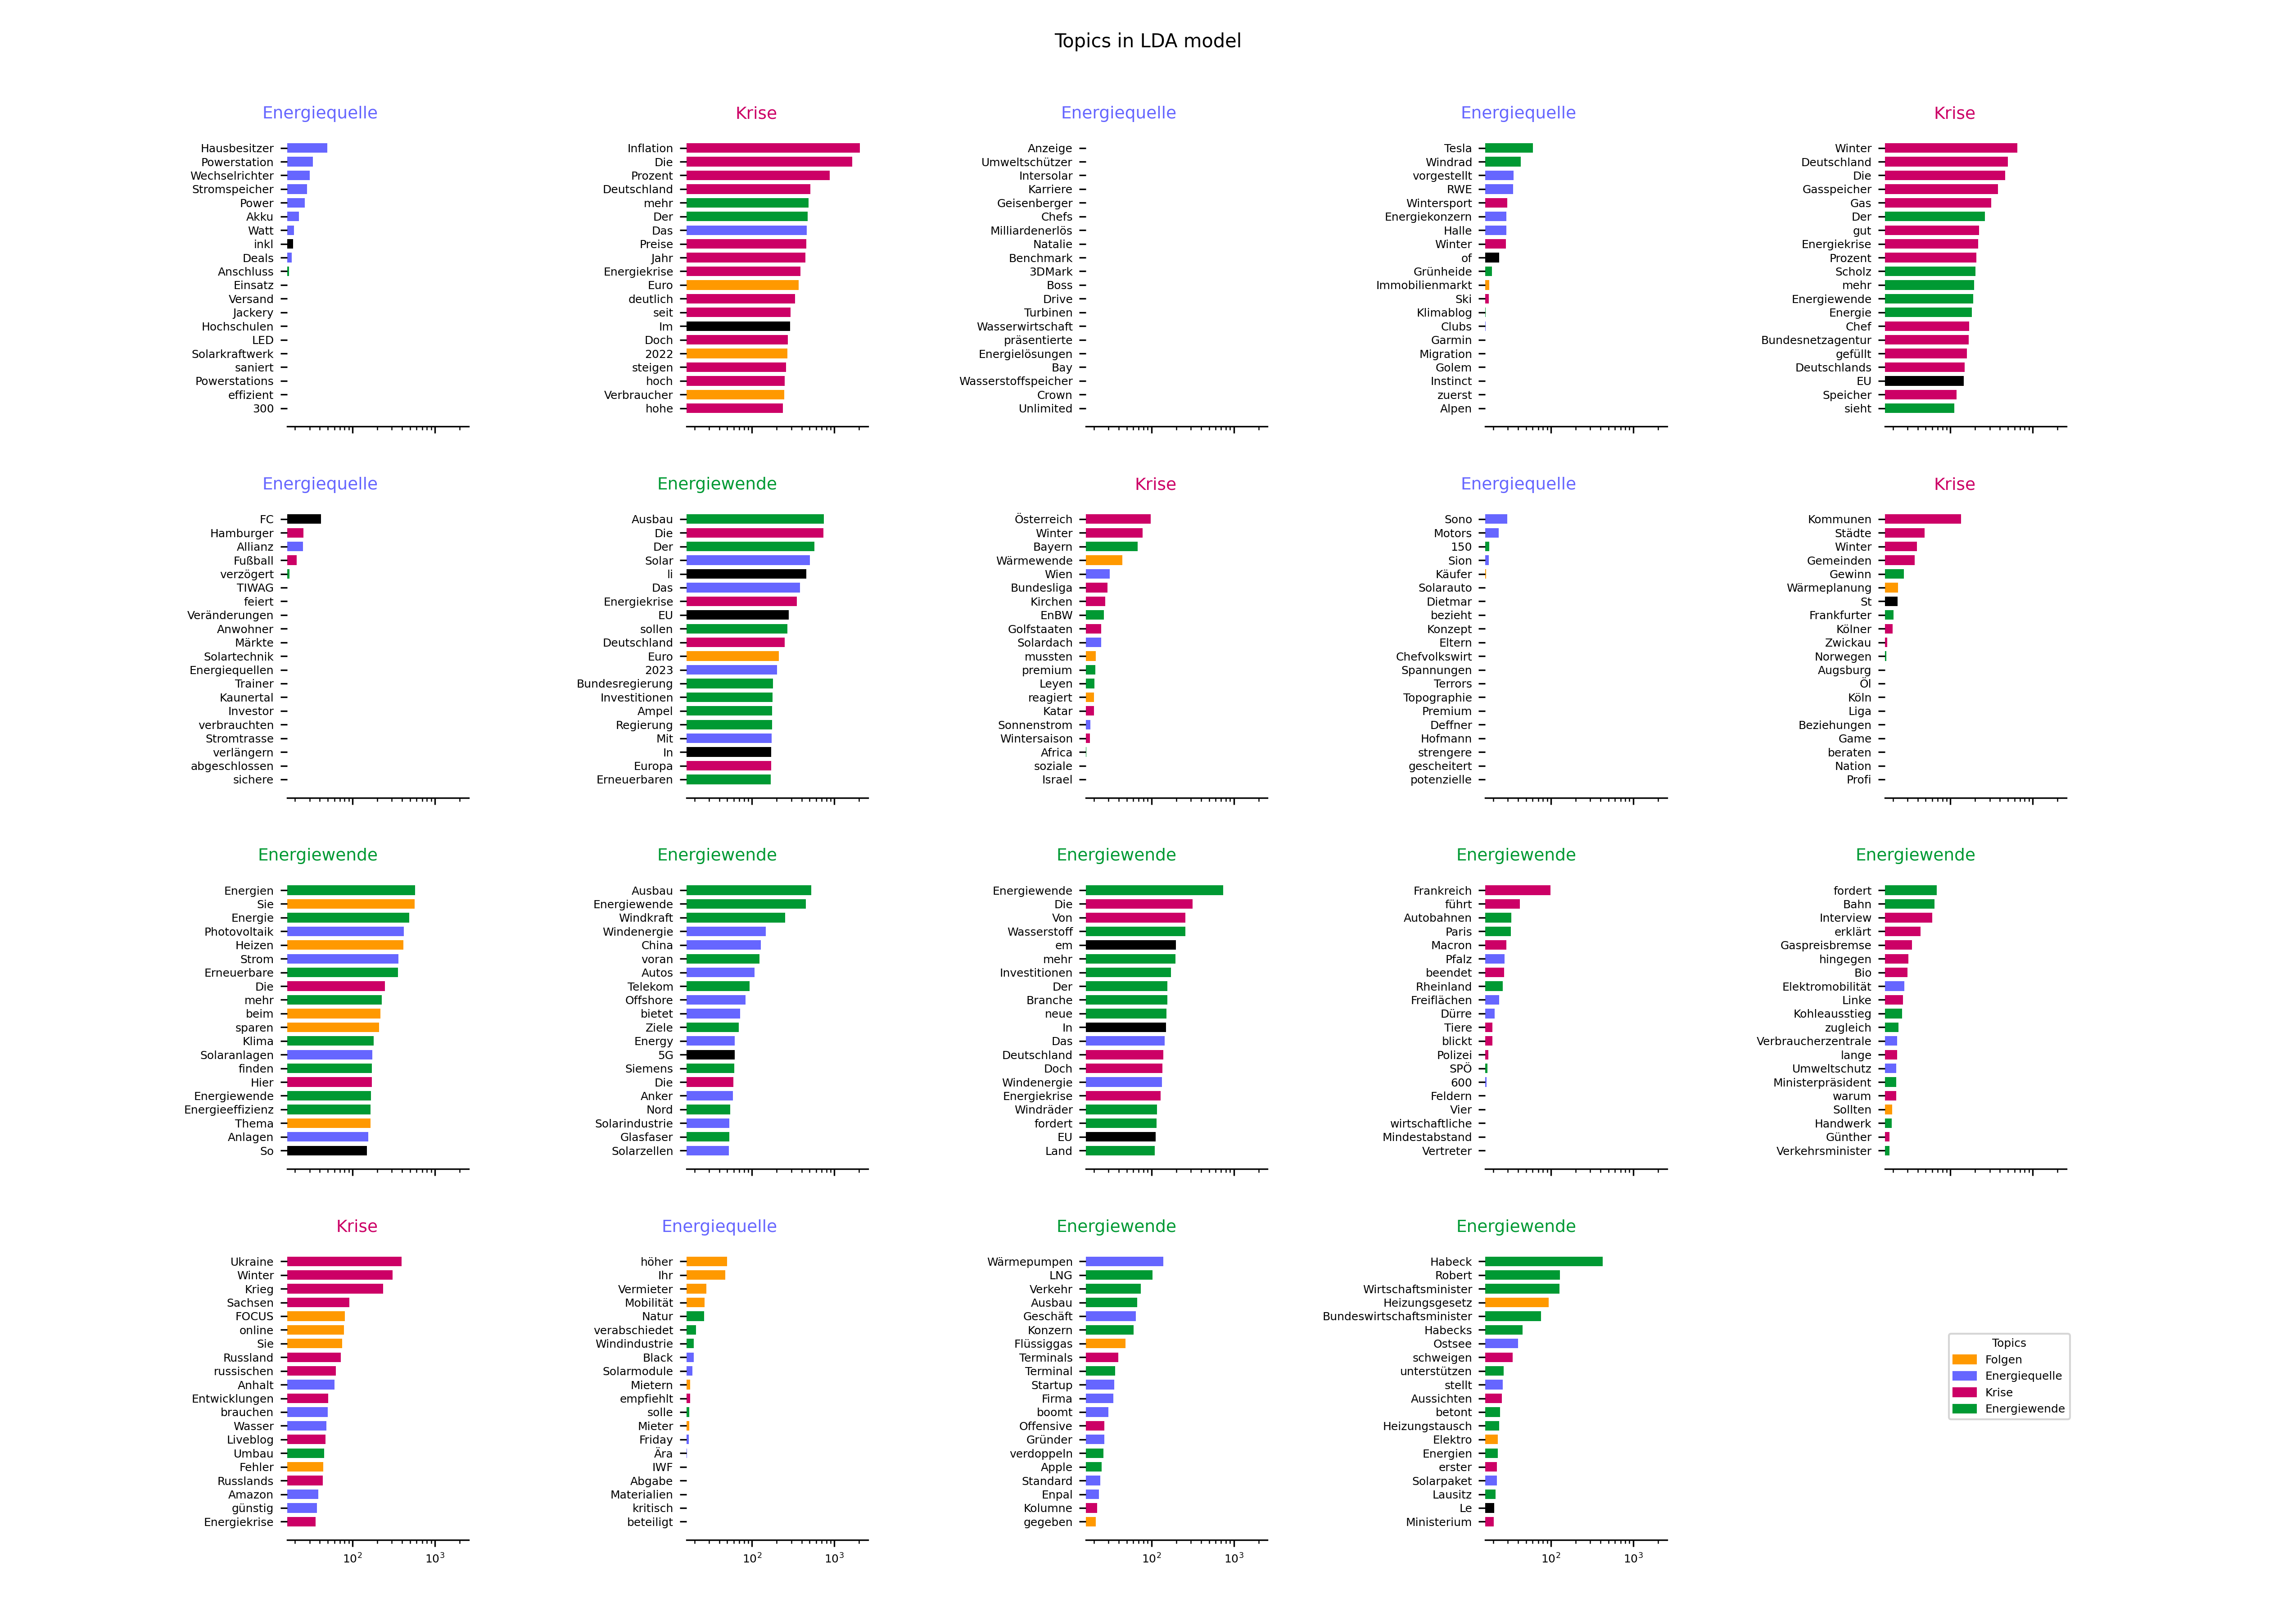 Topics in LDA model
Energiequelle
Hausbesitzer
Powerstation
Wechselrichter
Stromspeicher
Power
Akku
Watt
inkl
Deals
Anschluss
Einsatz
Versand
Jackery
Hochschulen
LED
Solarkraftwerk
saniert
Powerstations
effizient
300
Krise
Inflation
Die
Prozent
Deutschland
mehr
Der
Das
Preise
Jahr
Energiekrise
Euro
deutlich
seit
Im
Doch
2022
steigen
hoch
Verbraucher
hohe
Energiequelle
Anzeige
Umweltschützer
Intersolar
Karriere
Geisenberger
Chefs
Milliardenerlös
Natalie
Benchmark
3DMark
Boss
Drive
Turbinen
Wasserwirtschaft
präsentierte
Energielösungen
Bay
Wasserstoffspeicher
Crown
Unlimited
Energiequelle
Tesla
Windrad
vorgestellt
RWE
Wintersport
Energiekonzern
Halle
Winter
of
Grünheide
Immobilienmarkt
Ski
Klimablog
Clubs
Garmin
Migration
Golem
Instinct
zuerst
Alpen
Krise
Winter
Deutschland
Die
Gasspeicher
Gas
Der
gut
Energiekrise
Prozent
Scholz
mehr
Energiewende
Energie
Chef
Bundesnetzagentur
gefüllt
Deutschlands
EU
Speicher
sieht
Energiequelle
FC
Hamburger
Allianz
Fußball
verzögert
TIWAG
feiert
Veränderungen
Anwohner
Märkte
Solartechnik
Energiequellen
Trainer
Kaunertal
Investor
verbrauchten
Stromtrasse
verlängern
abgeschlossen
sichere
Energiewende
Ausbau
Die
Der
Solar
li
Das
Energiekrise
EU
sollen
Deutschland
Euro
2023
Bundesregierung
Investitionen
Ampel
Regierung
Mit
In
Europa
Erneuerbaren
Krise
Österreich
Winter
Bayern
Wärmewende
Wien
Bundesliga
Kirchen
EnBW
Golfstaaten
Solardach
mussten
premium
Leyen
reagiert
Katar
Sonnenstrom
Wintersaison
Africa
soziale
Israel
Energiequelle
Sono
Motors
150
Sion
Käufer
Solarauto
Dietmar
bezieht
Konzept
Eltern
Chefvolkswirt
Spannungen
Terrors
Topographie
Premium
Deffner
Hofmann
strengere
gescheitert
potenzielle
Krise
Kommunen
Städte
Winter
Gemeinden
Gewinn
Wärmeplanung
St
Frankfurter
Kölner
Zwickau
Norwegen
Augsburg
Öl
Köln
Liga
Beziehungen
Game
beraten
Nation
Profi
Energiewende
Energien
Sie
Energie
Photovoltaik
Heizen
Strom
Erneuerbare
Die
mehr
beim
sparen
Klima
Solaranlagen
finden
Hier
Energiewende
Energieeffizienz
Thema
Anlagen
So
Energiewende
Ausbau
Energiewende
Windkraft
Windenergie
China
voran
Autos
Telekom
Offshore
bietet
Ziele
Energy
5G
Siemens
Die
Anker
Nord
Solarindustrie
Glasfaser
Solarzellen
Energiewende
Energiewende
Die
Von
Wasserstoff
em
mehr
Investitionen
Der
Branche
neue
In
Das
Deutschland
Doch
Windenergie
Energiekrise
Windräder
fordert
EU
Land
Energiewende
Frankreich
führt
Autobahnen
Paris
Macron
Pfalz
beendet
Rheinland
Freiflächen
Dürre
Tiere
blickt
Polizei
SPÖ
600
Feldern
Vier
wirtschaftliche
Mindestabstand
Vertreter
Energiewende
fordert
Bahn
Interview
erklärt
Gaspreisbremse
hingegen
Bio
Elektromobilität
Linke
Kohleausstieg
zugleich
Verbraucherzentrale
lange
Umweltschutz
Ministerpräsident
warum
Sollten
Handwerk
Günther
Verkehrsminister
Krise
Ukraine
Winter
Krieg
Sachsen
FOCUS
online
Sie
Russland
russischen
Anhalt
Entwicklungen
brauchen
Wasser
Liveblog
Umbau
Fehler
Russlands
Amazon
günstig
Energiekrise
10² 10³
Energiequelle
höher
Ihr
Vermieter
Mobilität
Natur
verabschiedet
Windindustrie
Black
Solarmodule
Mietern
empfiehlt
solle
Mieter
Friday
Ära
IWF
Abgabe
Materialien
kritisch
beteiligt
10² 10³
Energiewende
Wärmepumpen
LNG
Verkehr
Ausbau
Geschäft
Konzern
Flüssiggas
Terminals
Terminal
Startup
Firma
boomt
Offensive
Gründer
verdoppeln
Apple
Standard
Enpal
Kolumne
gegeben
10² 10³
Energiewende
Habeck
Robert
Wirtschaftsminister
Heizungsgesetz
Bundeswirtschaftsminister
Habecks
Ostsee
schweigen
unterstützen
stellt
Aussichten
betont
Heizungstausch
Elektro
Energien
erster
Solarpaket
Lausitz
Le
Ministerium
10² 10³
Topics
Folgen
Energiequelle
Krise
Energiewende